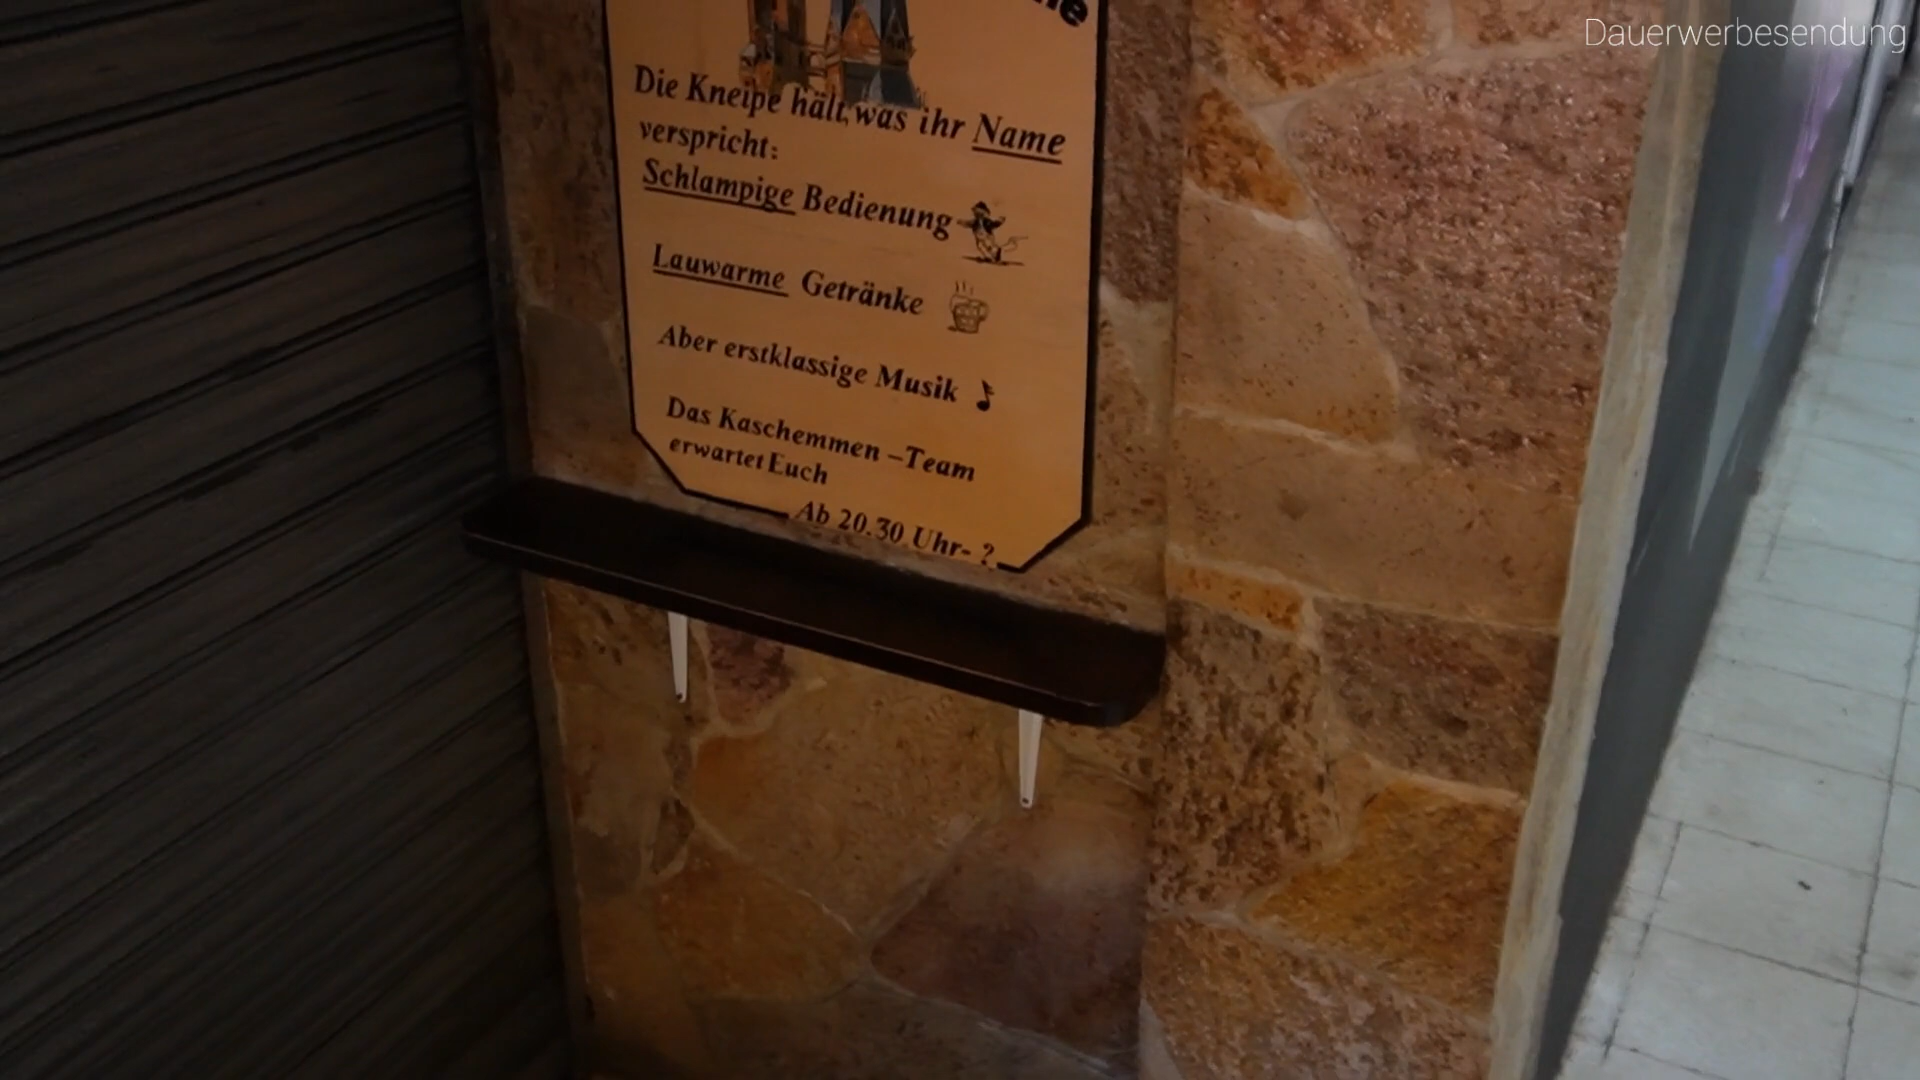 Dauerwerbesendung
Die Kneipe hält was ihr Name
verspricht:
Schlampige Bedienung
Lauwarme Getränke
Aber erstklassige Musik
Das Kaschemmen –Team
erwartet Euch
Ab 20.30 Uhr- ?